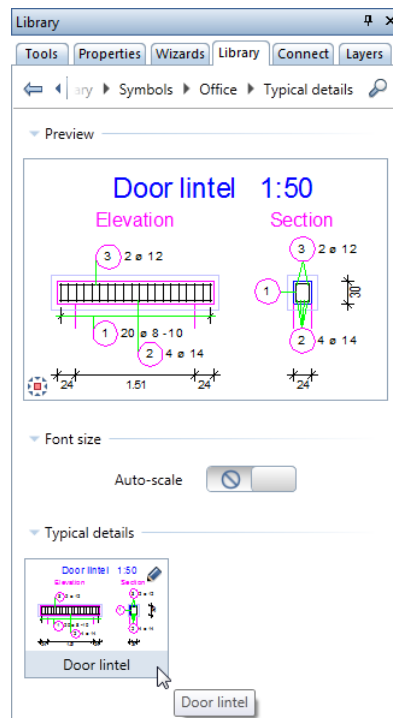 Library
Tools Properties Wizards Library Connect Layers
ary Symbols Office Typical details
Preview
Door lintel 1:50
Elevation Section
3 2 ø 12 3 2 ø 12
1 30
1 20 ø 8 -10
2 4 ø 14 2 4 ø 14
24 1.51 24 24
Font size
Auto-scale
Typical details
Door lintel 1:50
Elevation Section
Door lintel
Door lintel